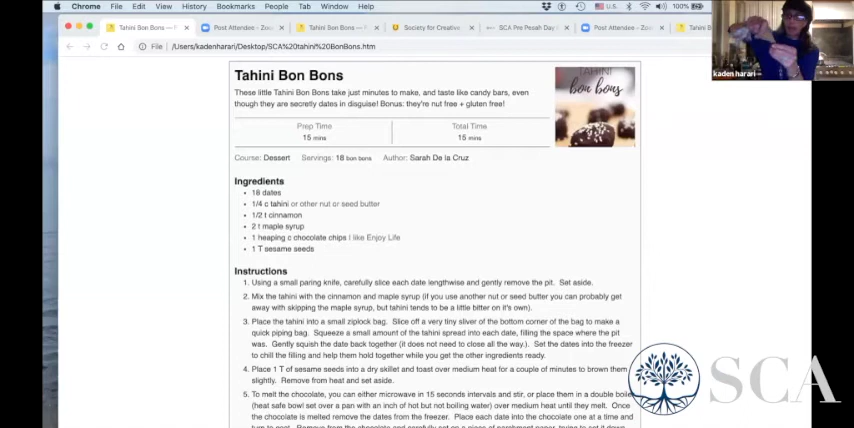 Chrome File Edit View History Bookmarks People Tab Window Help
U.S. 100%
Tahini Bon Bons — F
Post Attendee - Zoo
Tahini Bon Bons — F
Society for Creative
SCA Pre Pesah Day
Post Attendee - Zoo
Tahini B
File /Users/kadenharari/Desktop/SCA%20tahini%20BonBons.htm
kaden harari
Tahini Bon Bons
These little Tahini Bon Bons take just minutes to make, and taste like candy bars, even
though they are secretly dates in disguise! Bonus: they're nut free + gluten free!
TAHINI
bon bons
Prep Time Total Time
15 mins 15 mins
Course: Dessert Servings: 18 bon bons Author: Sarah De la Cruz
Ingredients
18 dates
1/4 c tahini or other nut or seed butter
1/2 t cinnamon
2 t maple syrup
1 heaping c chocolate chips I like Enjoy Life
1 T sesame seeds
Instructions
1. Using a small paring knife, carefully slice each date lengthwise and gently remove the pit. Set aside.
2. Mix the tahini with the cinnamon and maple syrup (if you use another nut or seed butter you can probably get
away with skipping the maple syrup, but tahini tends to be a little bitter on it's own).
3. Place the tahini into a small ziplock bag. Slice off a very tiny sliver of the bottom corner of the bag to make a
quick piping bag. Squeeze a small amount of the tahini spread into each date, filling the space where the pit
was. Gently squish the date back together (it does not need to close all the way.). Set the dates into the freezer
to chill the filling and help them hold together while you get the other ingredients ready.
4. Place 1 T of sesame seeds into a dry skillet and toast over medium heat for a couple of minutes to brown them
slightly. Remove from heat and set aside.
5. To melt the chocolate, you can either microwave in 15 seconds intervals and stir, or place them in a double boile
(heat safe bowl set over a pan with an inch of hot but not boiling water) over medium heat until they melt. Once
the chocolate is melted remove the dates from the freezer. Place each date into the chocolate one at a time and
SCA